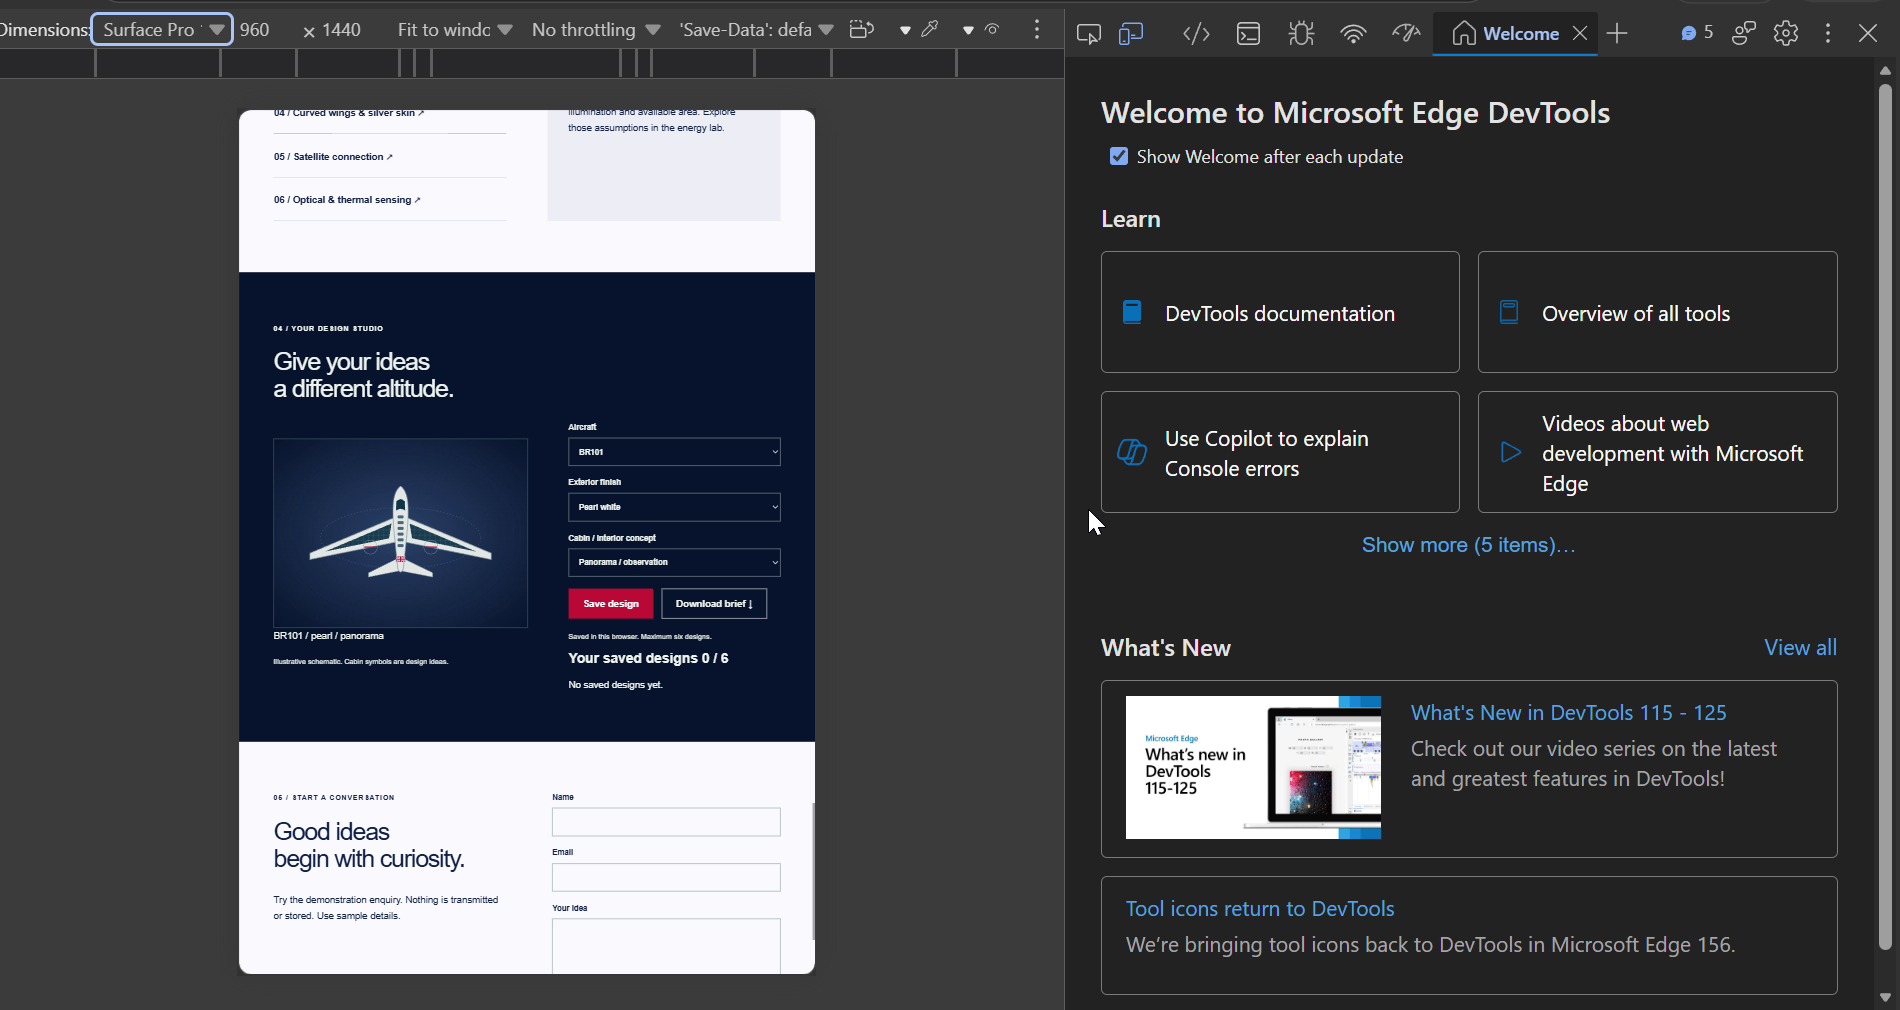 Dimensions:
Surface Pro
960
× 1440
Fit to windo
No throttling
'Save-Data': defa
Welcome
5
04 / Curved wings & silver skin ↗
05 / Satellite connection ↗
06 / Optical & thermal sensing ↗
illumination and available area. Explore
those assumptions in the energy lab.
04 / YOUR DESIGN STUDIO
Give your ideas
a different altitude.
BR101 / pearl / panorama
Illustrative schematic. Cabin symbols are design ideas.
Aircraft
BR101
Exterior finish
Pearl white
Cabin / interior concept
Panorama / observation
Save design
Download brief ↓
Saved in this browser. Maximum six designs.
Your saved designs 0 / 6
No saved designs yet.
05 / START A CONVERSATION
Good ideas
begin with curiosity.
Try the demonstration enquiry. Nothing is transmitted
or stored. Use sample details.
Name
Email
Your idea
Welcome to Microsoft Edge DevTools
Show Welcome after each update
Learn
DevTools documentation
Overview of all tools
Use Copilot to explain
Console errors
Videos about web
development with Microsoft
Edge
Show more (5 items)...
What's New
View all
Microsoft Edge
What's new in
DevTools
115-125
What's New in DevTools 115 - 125
Check out our video series on the latest
and greatest features in DevTools!
Tool icons return to DevTools
We're bringing tool icons back to DevTools in Microsoft Edge 156.